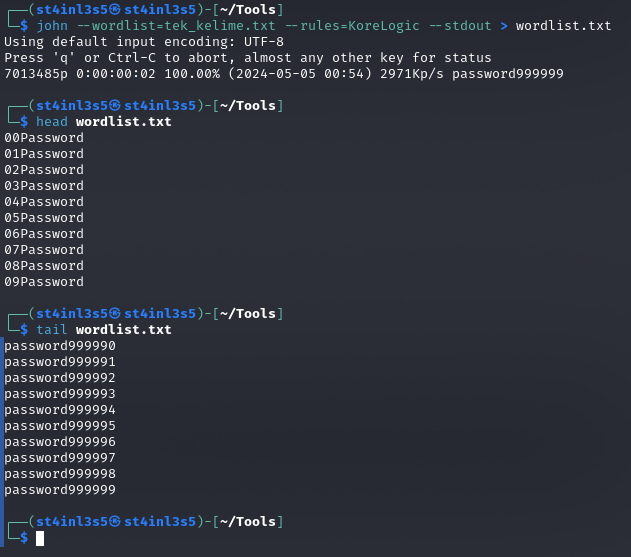 ┌──(st4inl3s5㉿st4inl3s5)-[~/Tools]
└─$ john --wordlist=tek_kelime.txt --rules=KoreLogic --stdout > wordlist.txt
Using default input encoding: UTF-8
Press 'q' or Ctrl-C to abort, almost any other key for status
7013485p 0:00:00:02 100.00% (2024-05-05 00:54) 2971Kp/s password999999
┌──(st4inl3s5㉿st4inl3s5)-[~/Tools]
└─$ head wordlist.txt
00Password
01Password
02Password
03Password
04Password
05Password
06Password
07Password
08Password
09Password
┌──(st4inl3s5㉿st4inl3s5)-[~/Tools]
└─$ tail wordlist.txt
password999990
password999991
password999992
password999993
password999994
password999995
password999996
password999997
password999998
password999999
┌──(st4inl3s5㉿st4inl3s5)-[~/Tools]
└─$